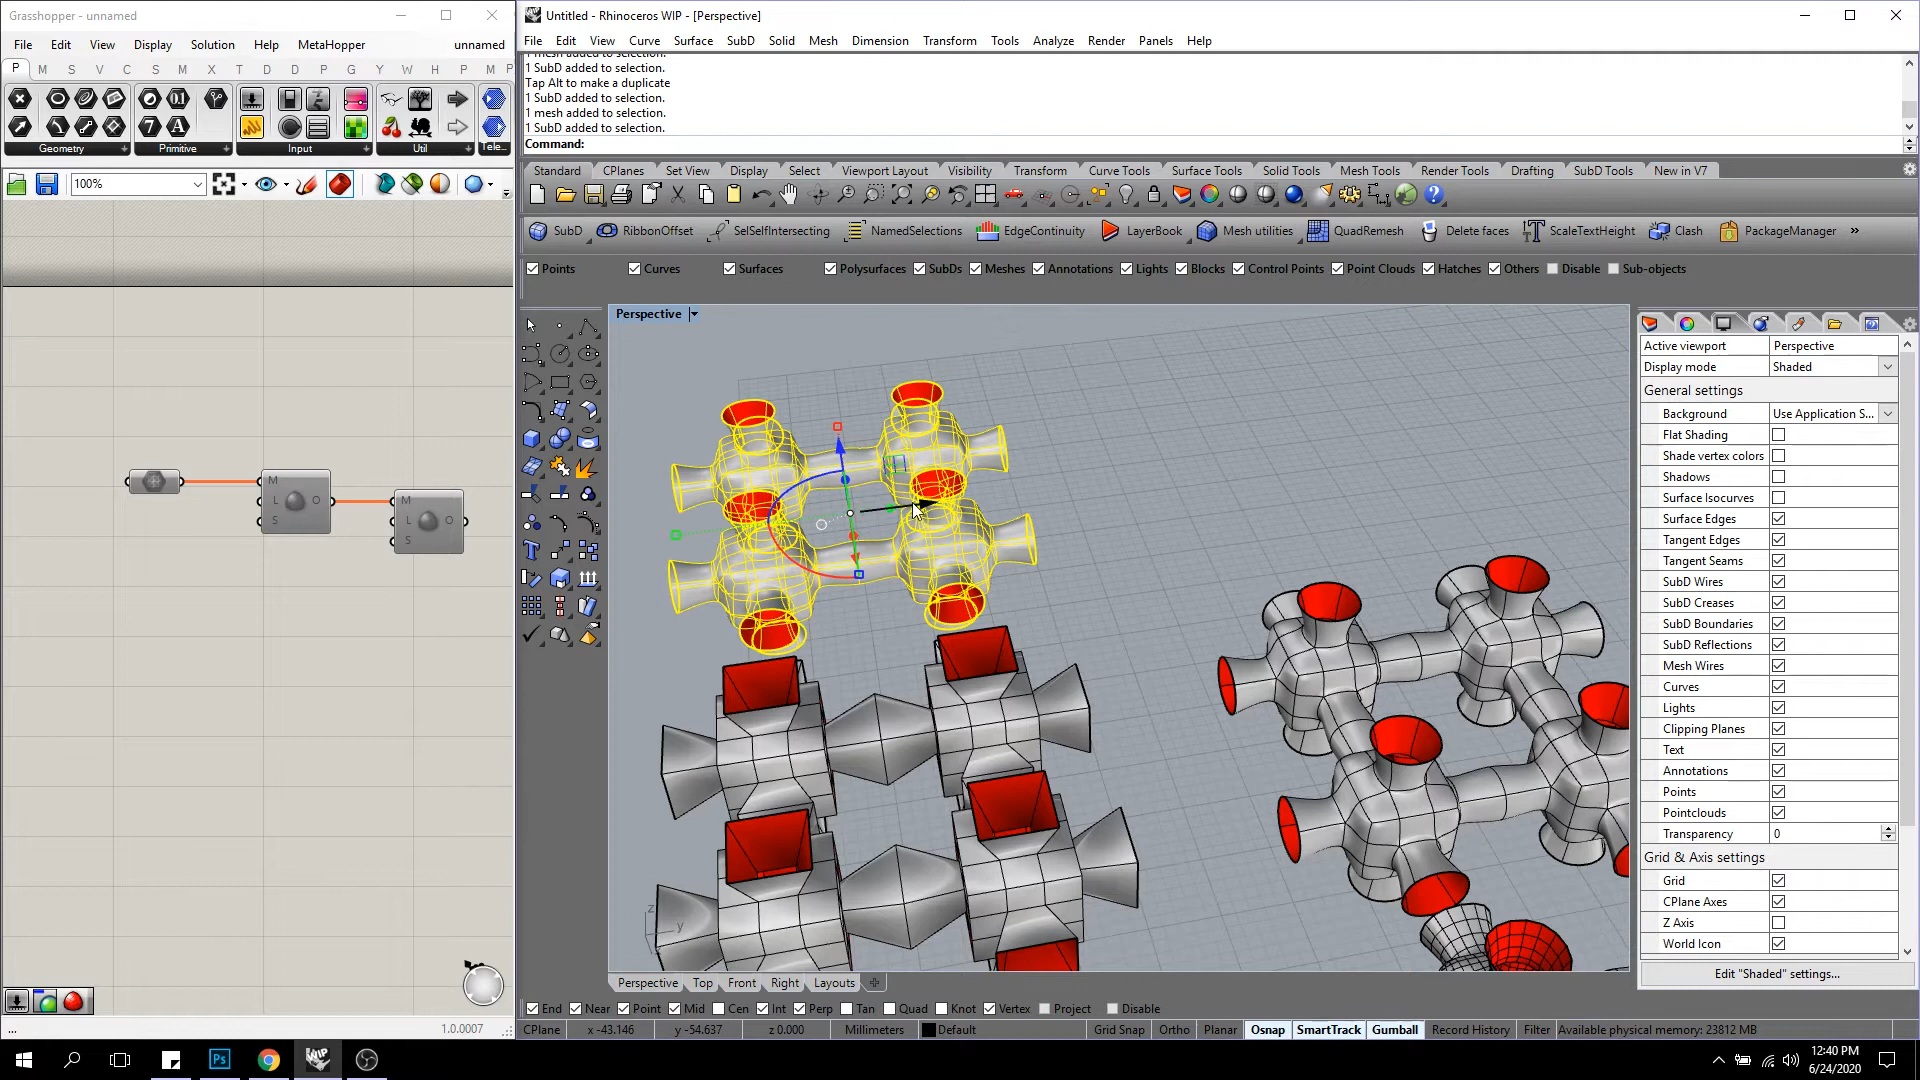 Grasshopper - unnamed
File Edit View Display Solution Help MetaHopper unnamed
P M S V C S M X T D D P G Y W H P M P
Geometry Primitive Input Util Tele...
100%
M L S O
M L S O
...
1.0.0007
Untitled - Rhinoceros WIP - [Perspective]
File Edit View Curve Surface SubD Solid Mesh Dimension Transform Tools Analyze Render Panels Help
1 mesh added to selection.
1 SubD added to selection.
Tap Alt to make a duplicate
1 SubD added to selection.
1 mesh added to selection.
1 SubD added to selection.
Command:
Standard CPlanes Set View Display Select Viewport Layout Visibility Transform Curve Tools Surface Tools Solid Tools Mesh Tools Render Tools Drafting SubD Tools New in V7
SubD RibbonOffset SelSelfIntersecting NamedSelections EdgeContinuity LayerBook Mesh utilities QuadRemesh Delete faces ScaleTextHeight Clash PackageManager »
Points Curves Surfaces Polysurfaces SubDs Meshes Annotations Lights Blocks Control Points Point Clouds Hatches Others Disable Sub-objects
Perspective
z
y
Active viewport Perspective
Display mode Shaded
General settings
Background Use Application S...
Flat Shading
Shade vertex colors
Shadows
Surface Isocurves
Surface Edges
Tangent Edges
Tangent Seams
SubD Wires
SubD Creases
SubD Boundaries
SubD Reflections
Mesh Wires
Curves
Lights
Clipping Planes
Text
Annotations
Points
Pointclouds
Transparency 0
Grid & Axis settings
Grid
CPlane Axes
Z Axis
World Icon
Edit "Shaded" settings...
Perspective Top Front Right Layouts
End Near Point Mid Cen Int Perp Tan Quad Knot Vertex Project Disable
CPlane x -43.146 y -54.637 z 0.000 Millimeters Default Grid Snap Ortho Planar Osnap SmartTrack Gumball Record History Filter Available physical memory: 23812 MB
Ps
WIP
12:40 PM
6/24/2020